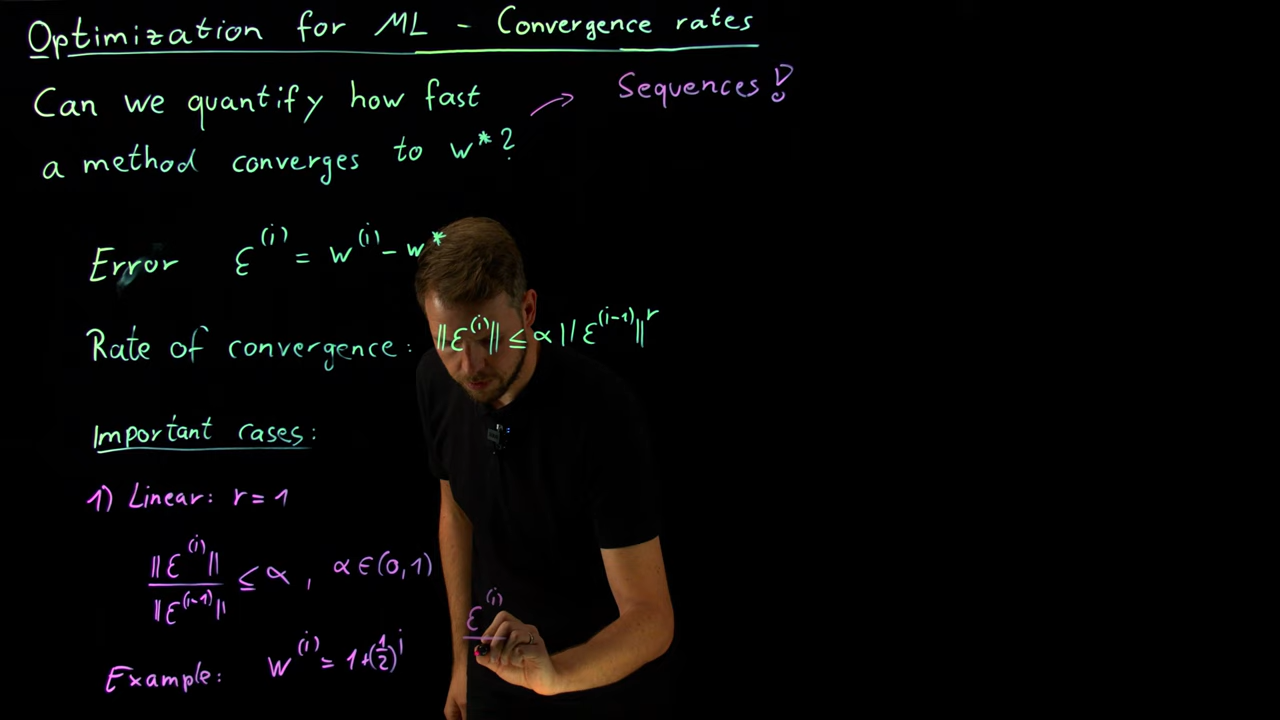 Optimization for ML - Convergence rates
Can we quantify how fast
a method converges to w*?
Sequences!
Error ε^(i) = w^(i) - w*
Rate of convergence: ||ε^(i)|| ≤ α ||ε^(i-1)||^r
Important cases:
1) Linear: r = 1
||ε^(i)|| / ||ε^(i-1)|| ≤ α, α ∈ (0,1)
Example: w^(i) = 1 + (1/2)^i
ε^(i)